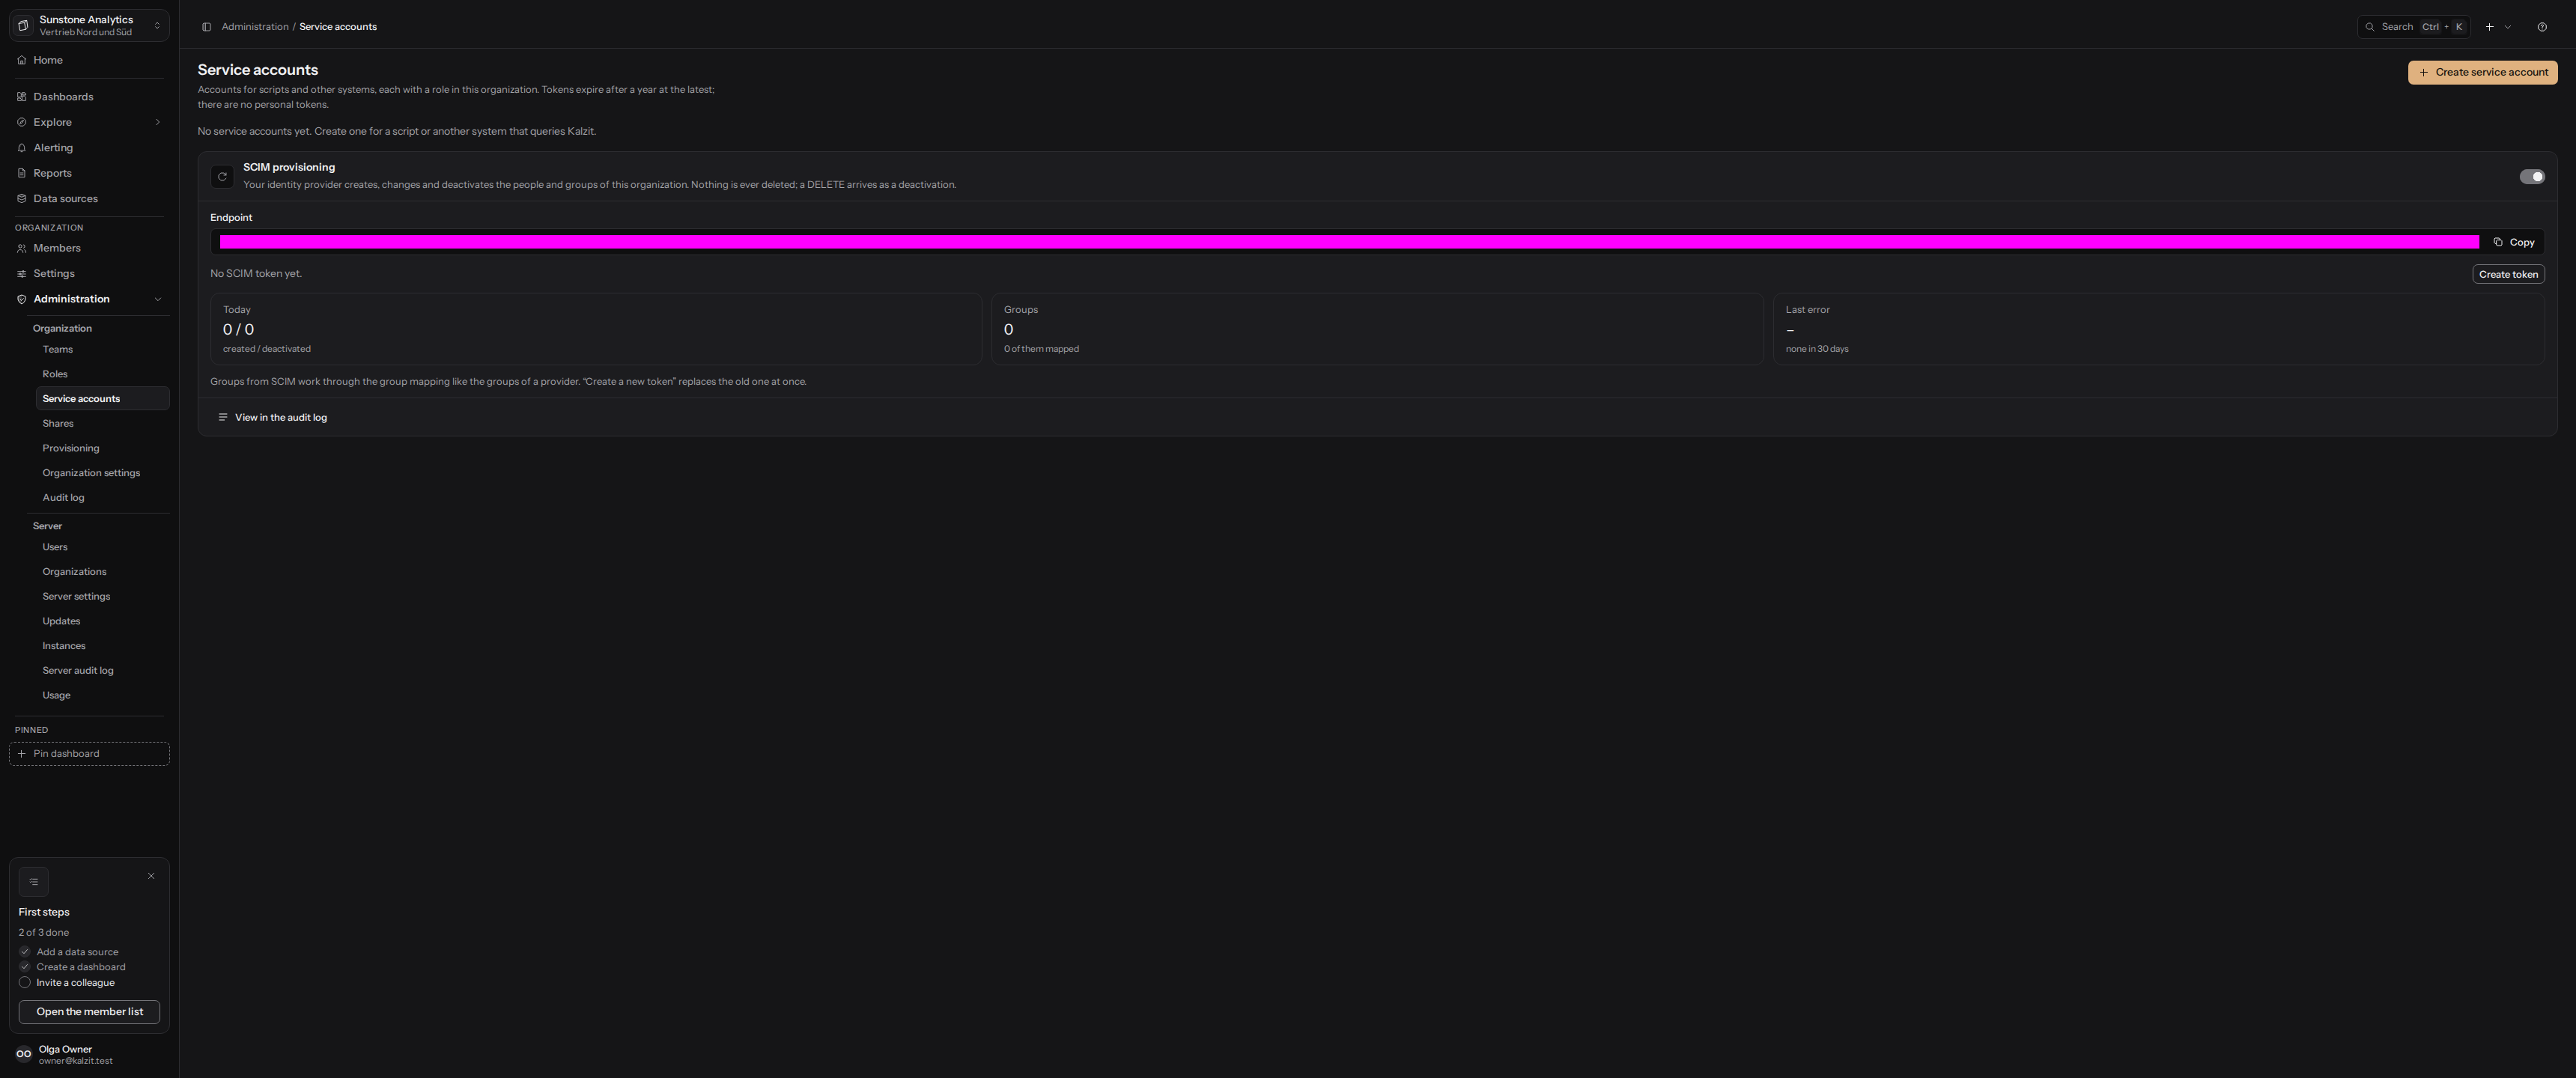 Sunstone Analytics
Vertrieb Nord und Süd
Home
Dashboards
Explore
Alerting
Reports
Data sources
ORGANIZATION
Members
Settings
Administration
Organization
Teams
Roles
Service accounts
Shares
Provisioning
Organization settings
Audit log
Server
Users
Organizations
Server settings
Updates
Instances
Server audit log
Usage
PINNED
Pin dashboard
First steps
2 of 3 done
Add a data source
Create a dashboard
Invite a colleague
Open the member list
OO
Olga Owner
owner@kalzit.test
Administration / Service accounts
Search Ctrl + K
Service accounts
Create service account
Accounts for scripts and other systems, each with a role in this organization. Tokens expire after a year at the latest;
there are no personal tokens.
No service accounts yet. Create one for a script or another system that queries Kalzit.
SCIM provisioning
Your identity provider creates, changes and deactivates the people and groups of this organization. Nothing is ever deleted; a DELETE arrives as a deactivation.
Endpoint
Copy
No SCIM token yet.
Create token
Today
0 / 0
created / deactivated
Groups
0
0 of them mapped
Last error
–
none in 30 days
Groups from SCIM work through the group mapping like the groups of a provider. “Create a new token” replaces the old one at once.
View in the audit log